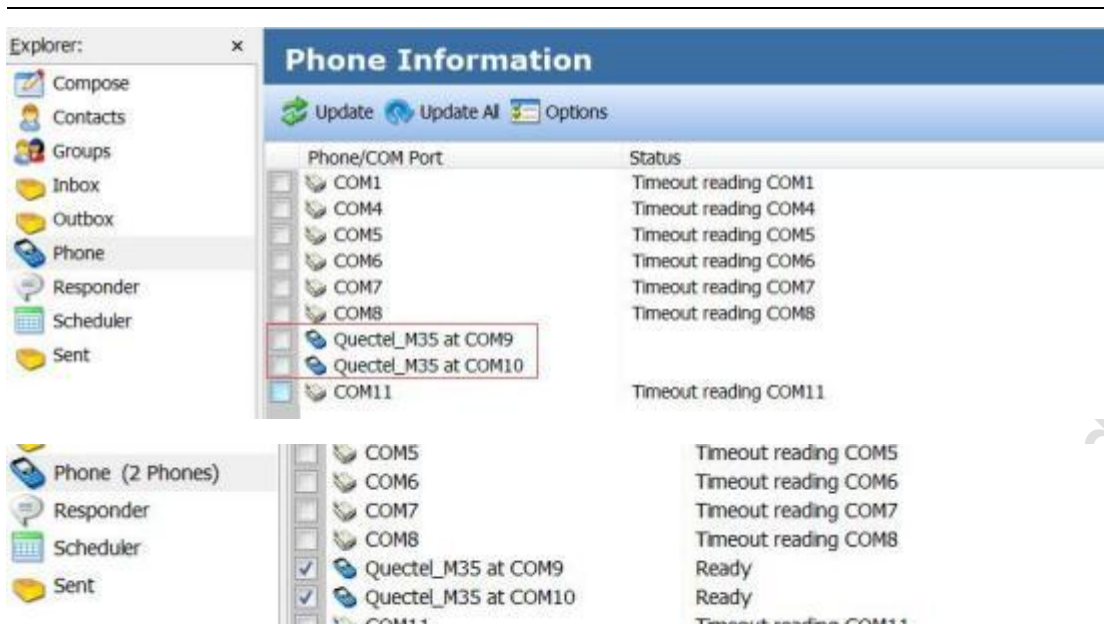 Explorer: x
Compose
Contacts
Groups
Inbox
Outbox
Phone
Responder
Scheduler
Sent
Phone Information
Update Update All Options
Phone/COM Port Status
COM1 Timeout reading COM1
COM4 Timeout reading COM4
COM5 Timeout reading COM5
COM6 Timeout reading COM6
COM7 Timeout reading COM7
COM8 Timeout reading COM8
Quectel_M35 at COM9
Quectel_M35 at COM10
COM11 Timeout reading COM11
Phone (2 Phones)
Responder
Scheduler
Sent
COM5 Timeout reading COM5
COM6 Timeout reading COM6
COM7 Timeout reading COM7
COM8 Timeout reading COM8
Quectel_M35 at COM9 Ready
Quectel_M35 at COM10 Ready
COM11 Timeout reading COM11